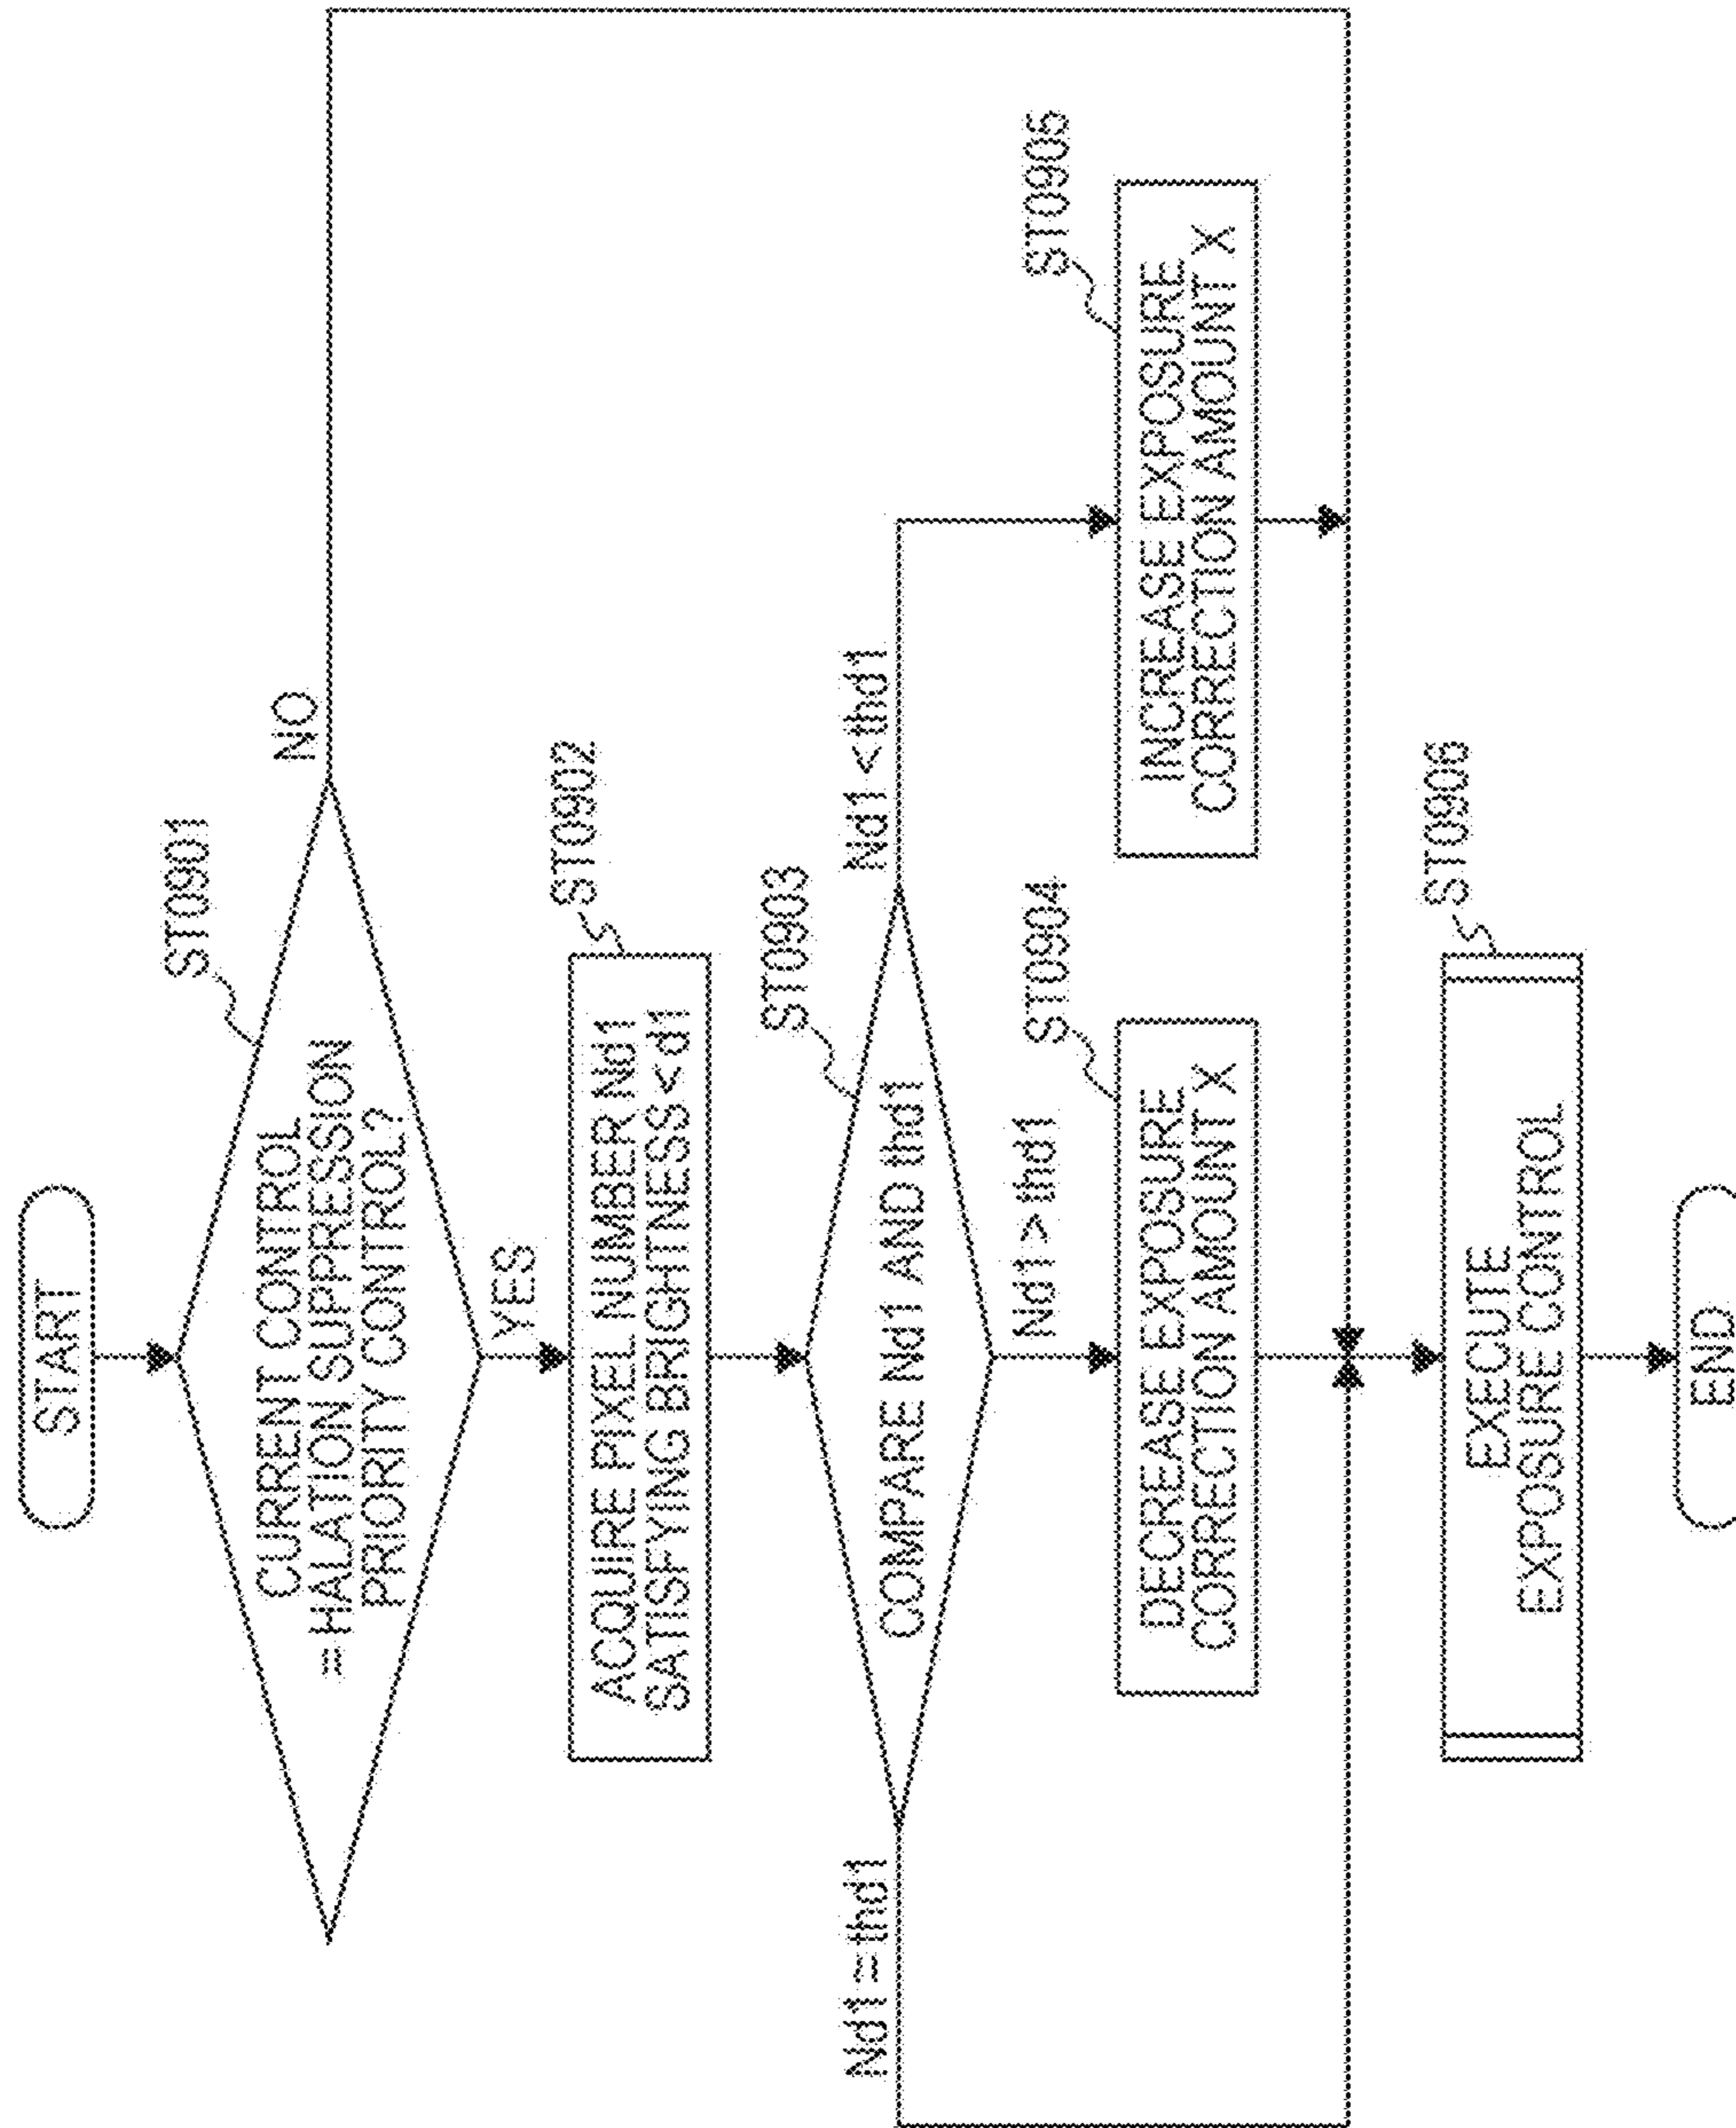 START
ST0901
CURRENT CONTROL
=HALATION SUPPRESSION
PRIORITY CONTROL?
NO
YES
ST0902
ACQUIRE PIXEL NUMBER Nd1
SATISFYING BRIGHTNESS<d1
ST0903
Nd1=thd1
COMPARE Nd1 AND thd1
Nd1<thd1
Nd1>thd1
ST0904
DECREASE EXPOSURE
CORRECTION AMOUNT X
ST0905
INCREASE EXPOSURE
CORRECTION AMOUNT X
ST0906
EXECUTE
EXPOSURE CONTROL
END